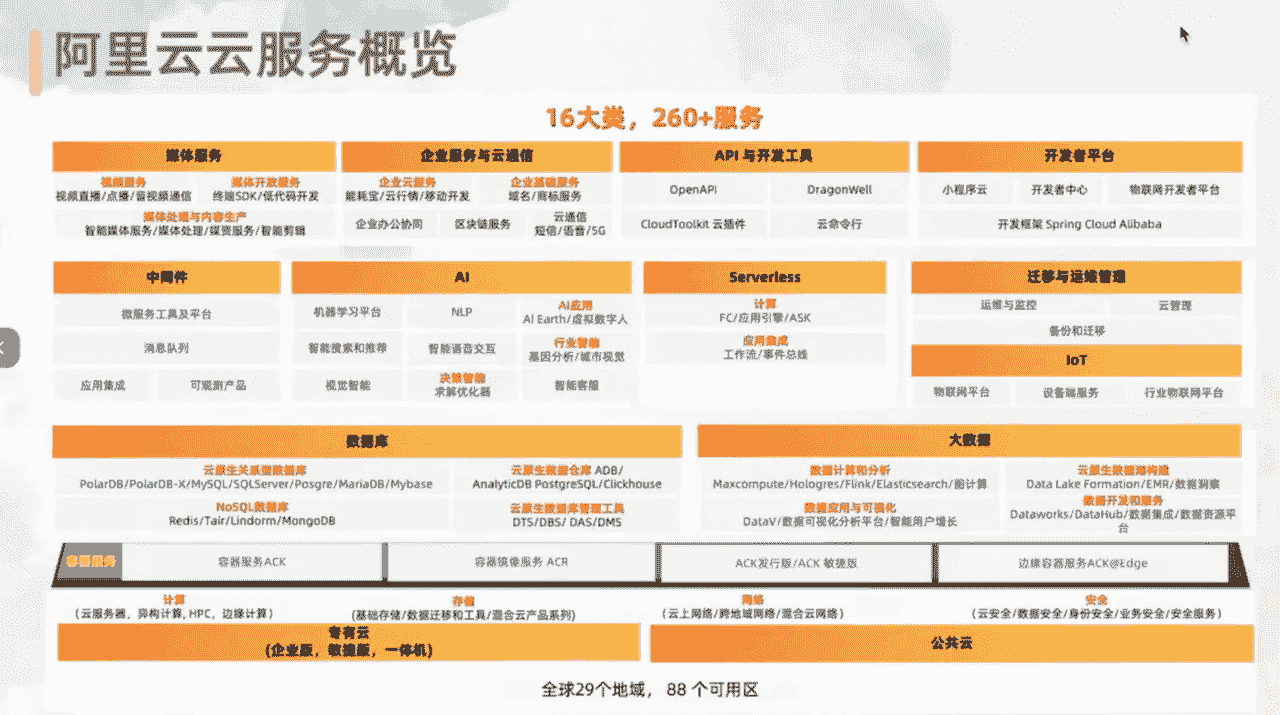 阿里云云服务概览
16大类，260+服务
媒体服务
视频服务
视频直播/点播/音视频通信
媒体开放服务
终端SDK/低代码开发
媒体处理与内容生产
智能媒体服务/媒体处理/媒资服务/智能剪辑
企业服务与云通信
企业云服务
能耗宝/云行情/移动开发
企业基础服务
域名/商标服务
企业办公协同
区块链服务
云通信
短信/语音/5G
API 与开发工具
OpenAPI
DragonWell
CloudToolkit 云插件
云命令行
开发者平台
小程序云
开发者中心
物联网开发者平台
开发框架 Spring Cloud Alibaba
中间件
微服务工具及平台
消息队列
应用集成
可观测产品
AI
机器学习平台
NLP
AI应用
AI Earth/虚拟数字人
智能搜索和推荐
智能语音交互
行业智能
基因分析/城市视觉
视觉智能
决策智能
求解优化器
智能客服
Serverless
计算
FC/应用引擎/ASK
应用集成
工作流/事件总线
迁移与运维管理
运维与监控
云管理
备份和迁移
IoT
物联网平台
设备端服务
行业物联网平台
数据库
云原生关系型数据库
PolarDB/PolarDB-X/MySQL/SQLServer/Posgre/MariaDB/Mybase
云原生数据仓库 ADB/
AnalyticDB PostgreSQL/Clickhouse
NoSQL数据库
Redis/Tair/Lindorm/MongoDB
云原生数据库管理工具
DTS/DBS/ DAS/DMS
大数据
数据计算和分析
Maxcompute/Hologres/Flink/Elasticsearch/图计算
云原生数据湖构建
Data Lake Formation/EMR/数据洞察
数据应用与可视化
DataV/数据可视化分析平台/智能用户增长
数据开发和服务
Dataworks/DataHub/数据集成/数据资源平
台
容器服务
容器服务ACK
容器镜像服务 ACR
ACK发行版/ACK 敏捷版
边缘容器服务ACK@Edge
计算
（云服务器，异构计算, HPC，边缘计算）
存储
(基础存储/数据迁移和工具/混合云产品系列)
网络
（云上网络/跨地域网络/混合云网络）
安全
（云安全/数据安全/身份安全/业务安全/安全服务）
专有云
(企业版，敏捷版，一体机)
公共云
全球29个地域， 88 个可用区